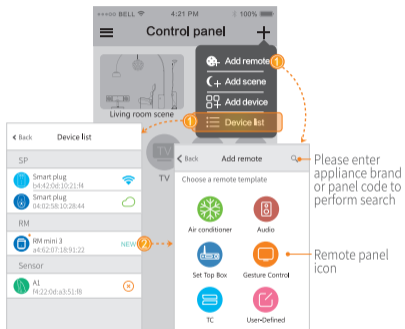 BELL 4:21 PM 100%
Control panel
Add remote 1
Add scene
Add device
1 Device list
Living room scene
TV
TV
Back Device list
SP
Smart plug
b4:42:0d:10:21:f4
Smart plug
04:02:58:10:28:44
RM
RM mini 3 NEW 2
a4:62:07:18:91:22
Sensor
A1
f4:22:0d:a3:51:f8
Back Add remote
Choose a remote template
Air conditioner Audio
Set Top Box Gesture Control
TC User-Defined
Please enter
appliance brand
or panel code to
perform search
Remote panel
icon